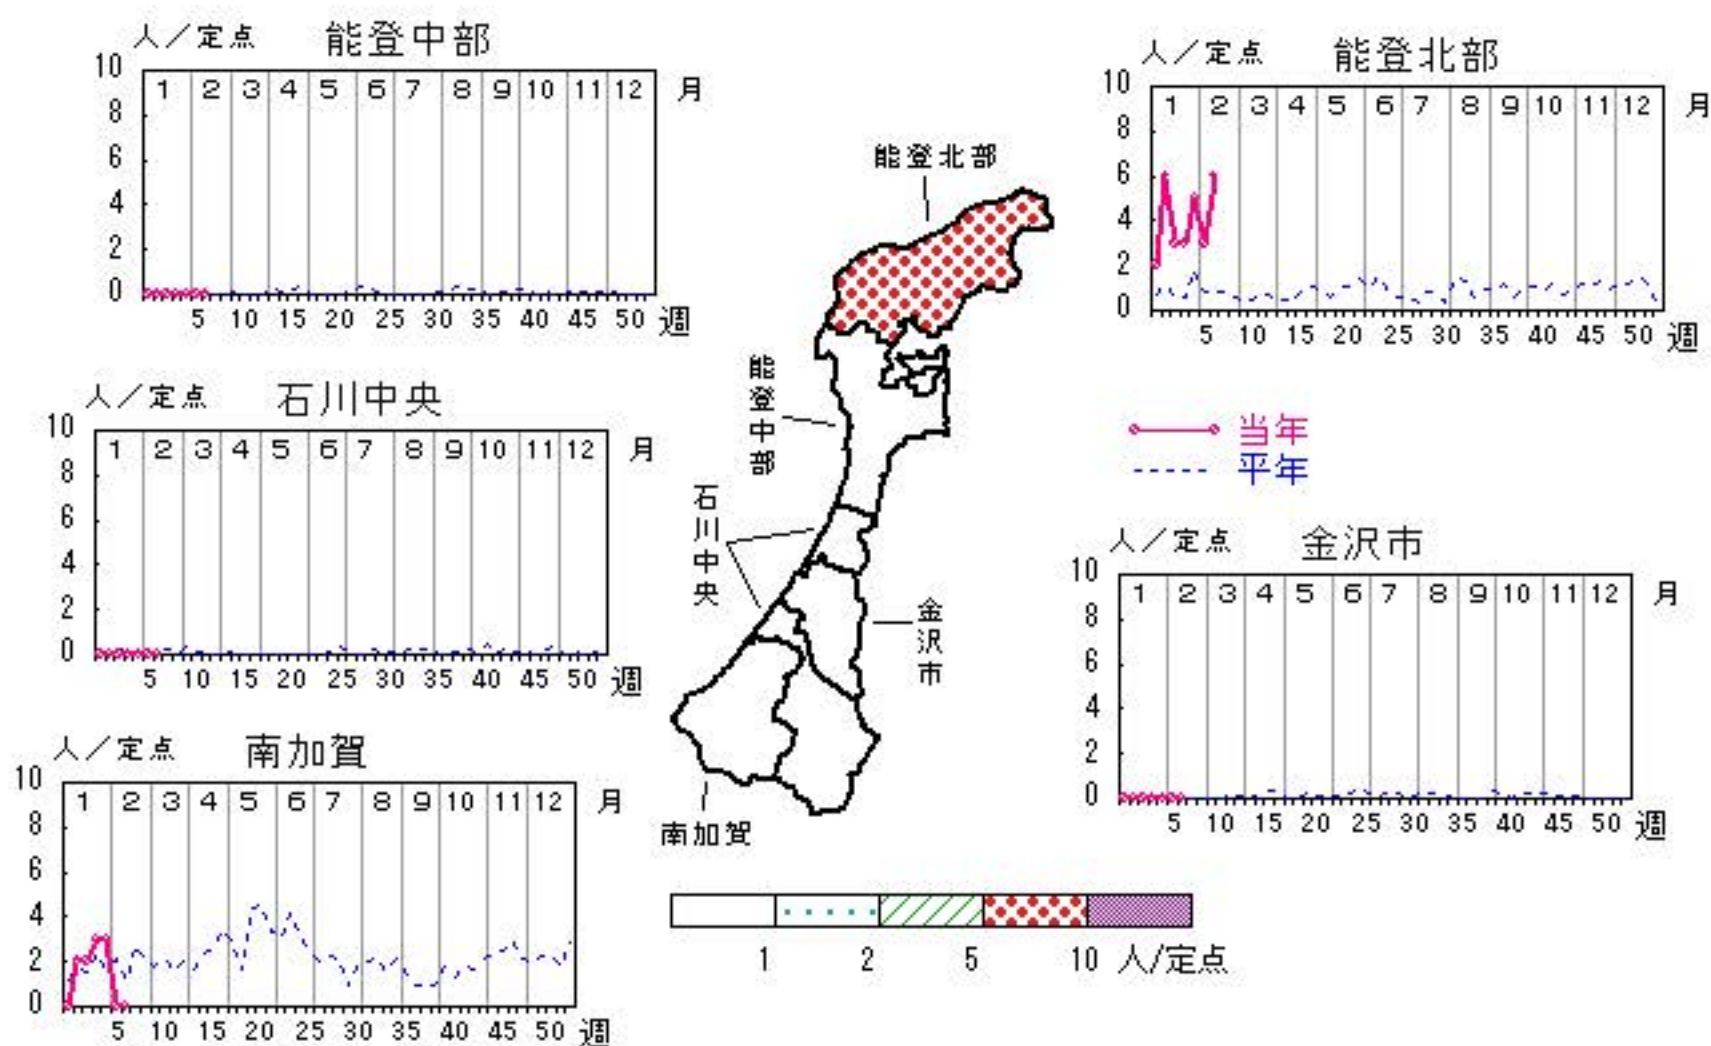 人／定点 能登中部
10 8 6 4 2 0
1 2 3 4 5 6 7 8 9 10 11 12 月
5 10 15 20 25 30 35 40 45 50 週
人／定点 能登北部
10 8 6 4 2 0
1 2 3 4 5 6 7 8 9 10 11 12 月
5 10 15 20 25 30 35 40 45 50 週
人／定点 石川中央
10 8 6 4 2 0
1 2 3 4 5 6 7 8 9 10 11 12 月
5 10 15 20 25 30 35 40 45 50 週
能登北部
能登中部
石川中央
金沢市
南加賀
当年
平年
人／定点 金沢市
10 8 6 4 2 0
1 2 3 4 5 6 7 8 9 10 11 12 月
5 10 15 20 25 30 35 40 45 50 週
人／定点 南加賀
10 8 6 4 2 0
1 2 3 4 5 6 7 8 9 10 11 12 月
5 10 15 20 25 30 35 40 45 50 週
1 2 5 10 人/定点